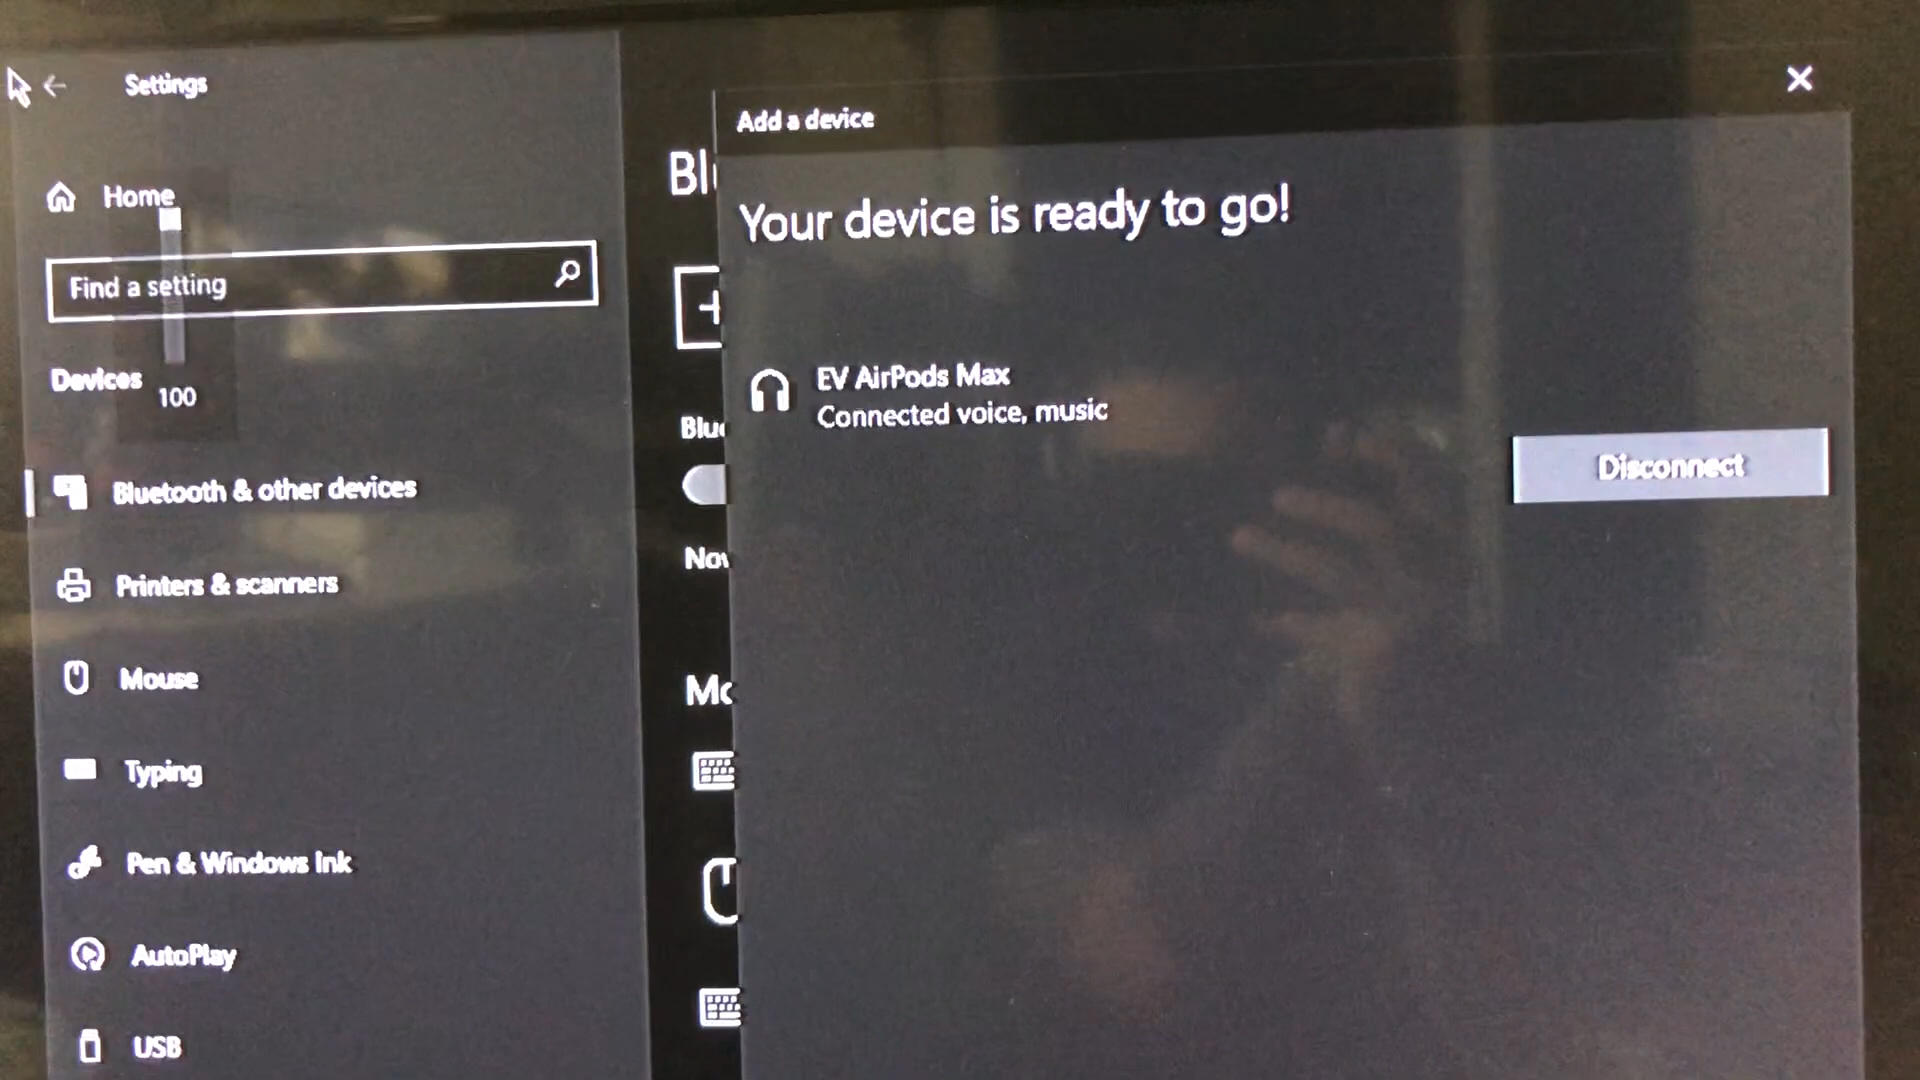 Settings
Home
Find a setting
Devices
100
Bluetooth & other devices
Printers & scanners
Mouse
Typing
Pen & Windows Ink
AutoPlay
USB
Add a device
Your device is ready to go!
EV AirPods Max
Connected voice, music
Disconnect